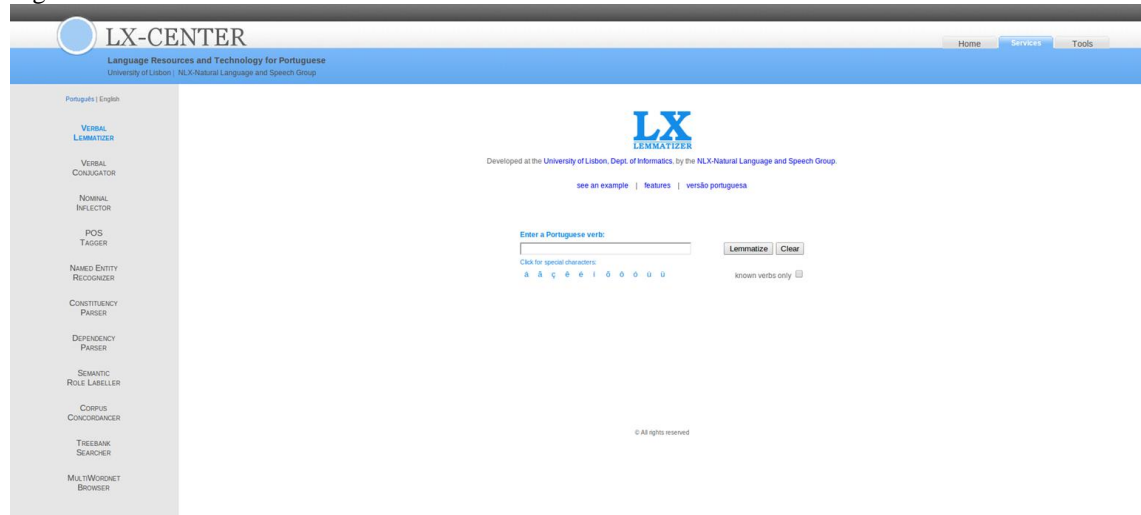 LX-CENTER
Home Services Tools
Language Resources and Technology for Portuguese
University of Lisbon | NLX-Natural Language and Speech Group
Português | English
VERBAL
LEMMATIZER
VERBAL
CONJUGATOR
NOMINAL
INFLECTOR
POS
TAGGER
NAMED ENTITY
RECOGNIZER
CONSTITUENCY
PARSER
DEPENDENCY
PARSER
SEMANTIC
ROLE LABELLER
CORPUS
CONCORDANCER
TREEBANK
SEARCHER
MULTIWORDNET
BROWSER
LX
LEMMATIZER
Developed at the University of Lisbon, Dept. of Informatics, by the NLX-Natural Language and Speech Group.
see an example | features | versão portuguesa
Enter a Portuguese verb:
Lemmatize Clear
Click for special characters:
known verbs only
© All rights reserved